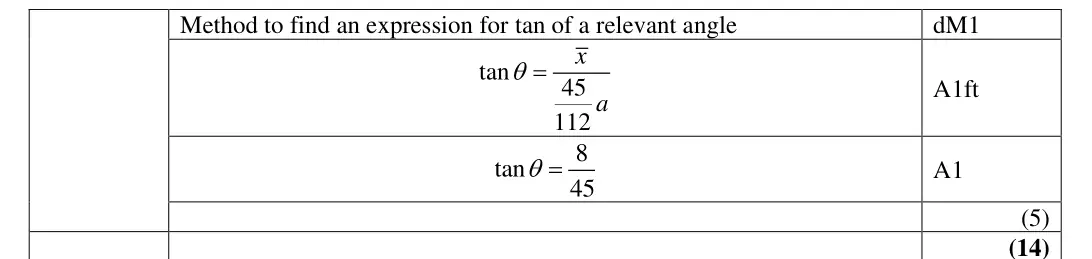 Method to find an expression for tan of a relevant angle dM1
tan θ = x̄ / (45/112 a) A1ft
tan θ = 8/45 A1
(5)
(14)